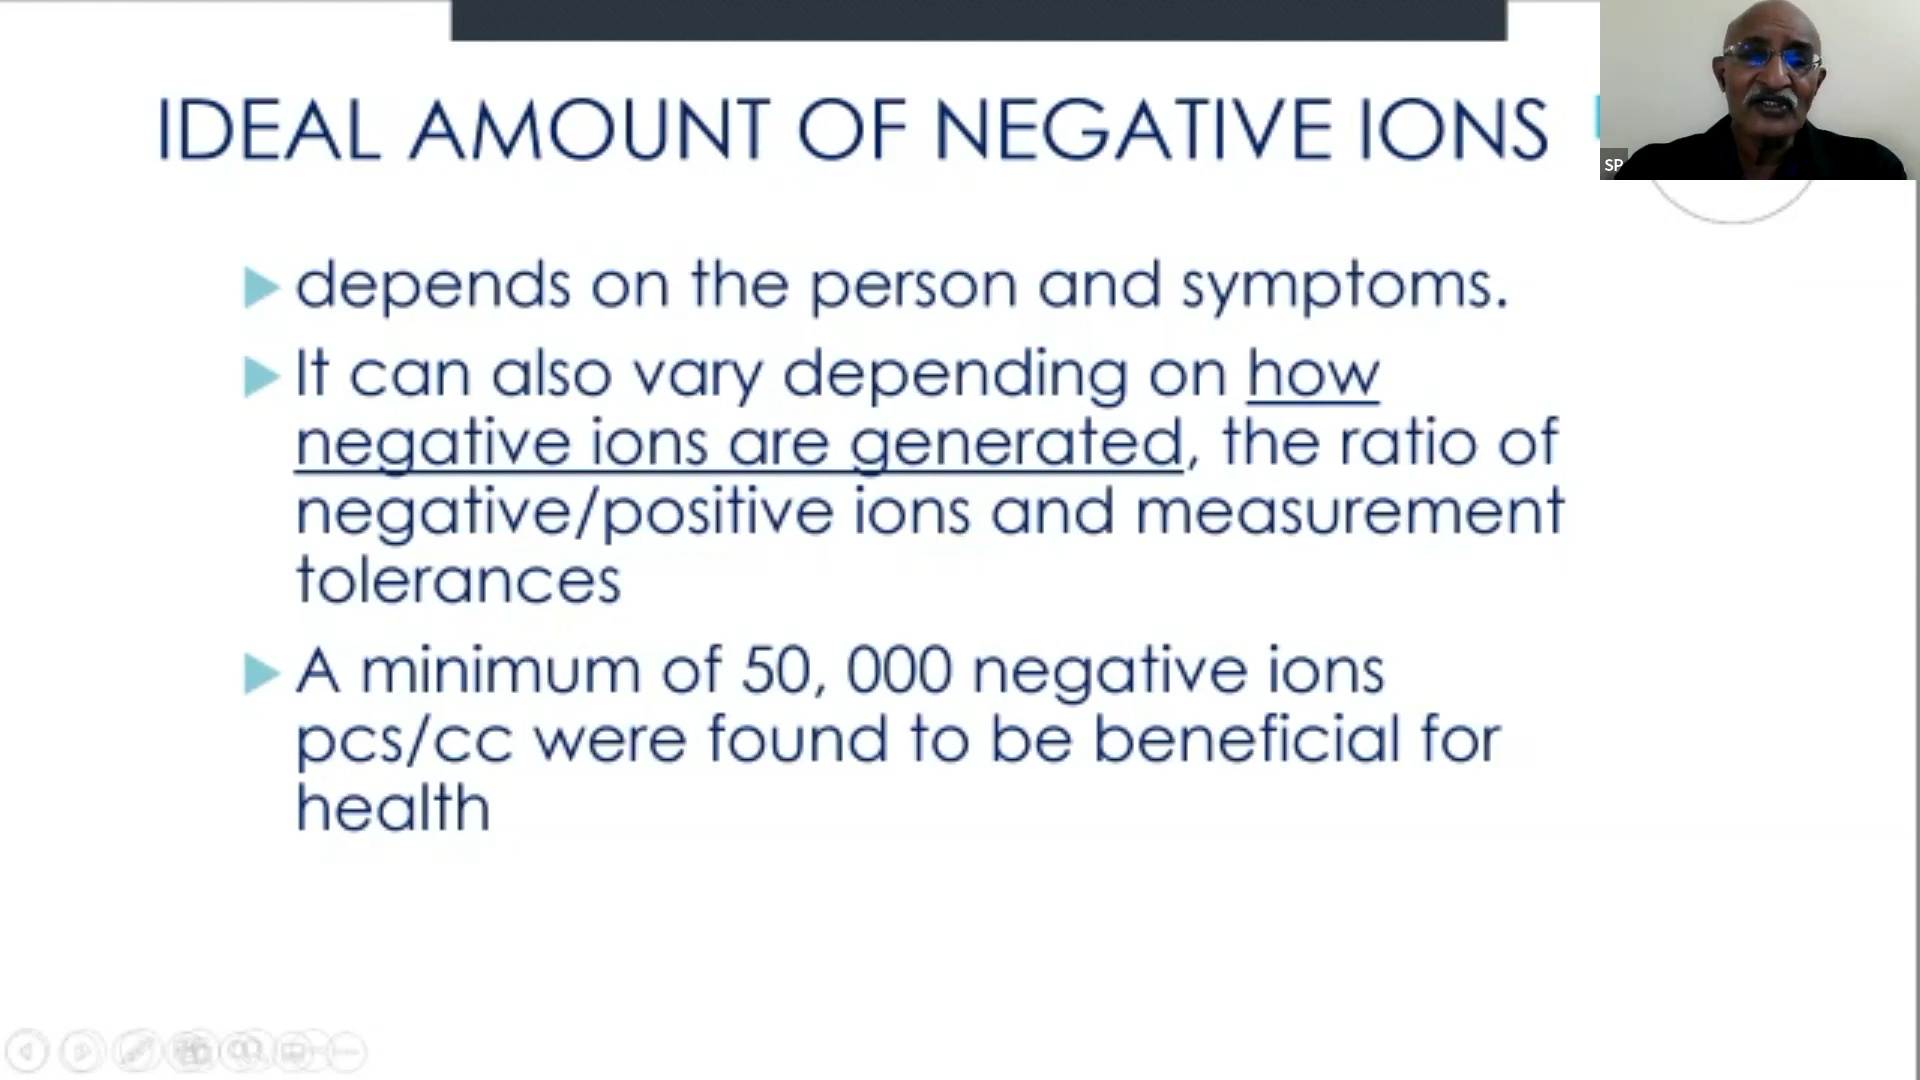 IDEAL AMOUNT OF NEGATIVE IONS
SP
depends on the person and symptoms.
It can also vary depending on how
negative ions are generated, the ratio of
negative/positive ions and measurement
tolerances
A minimum of 50, 000 negative ions
pcs/cc were found to be beneficial for
health